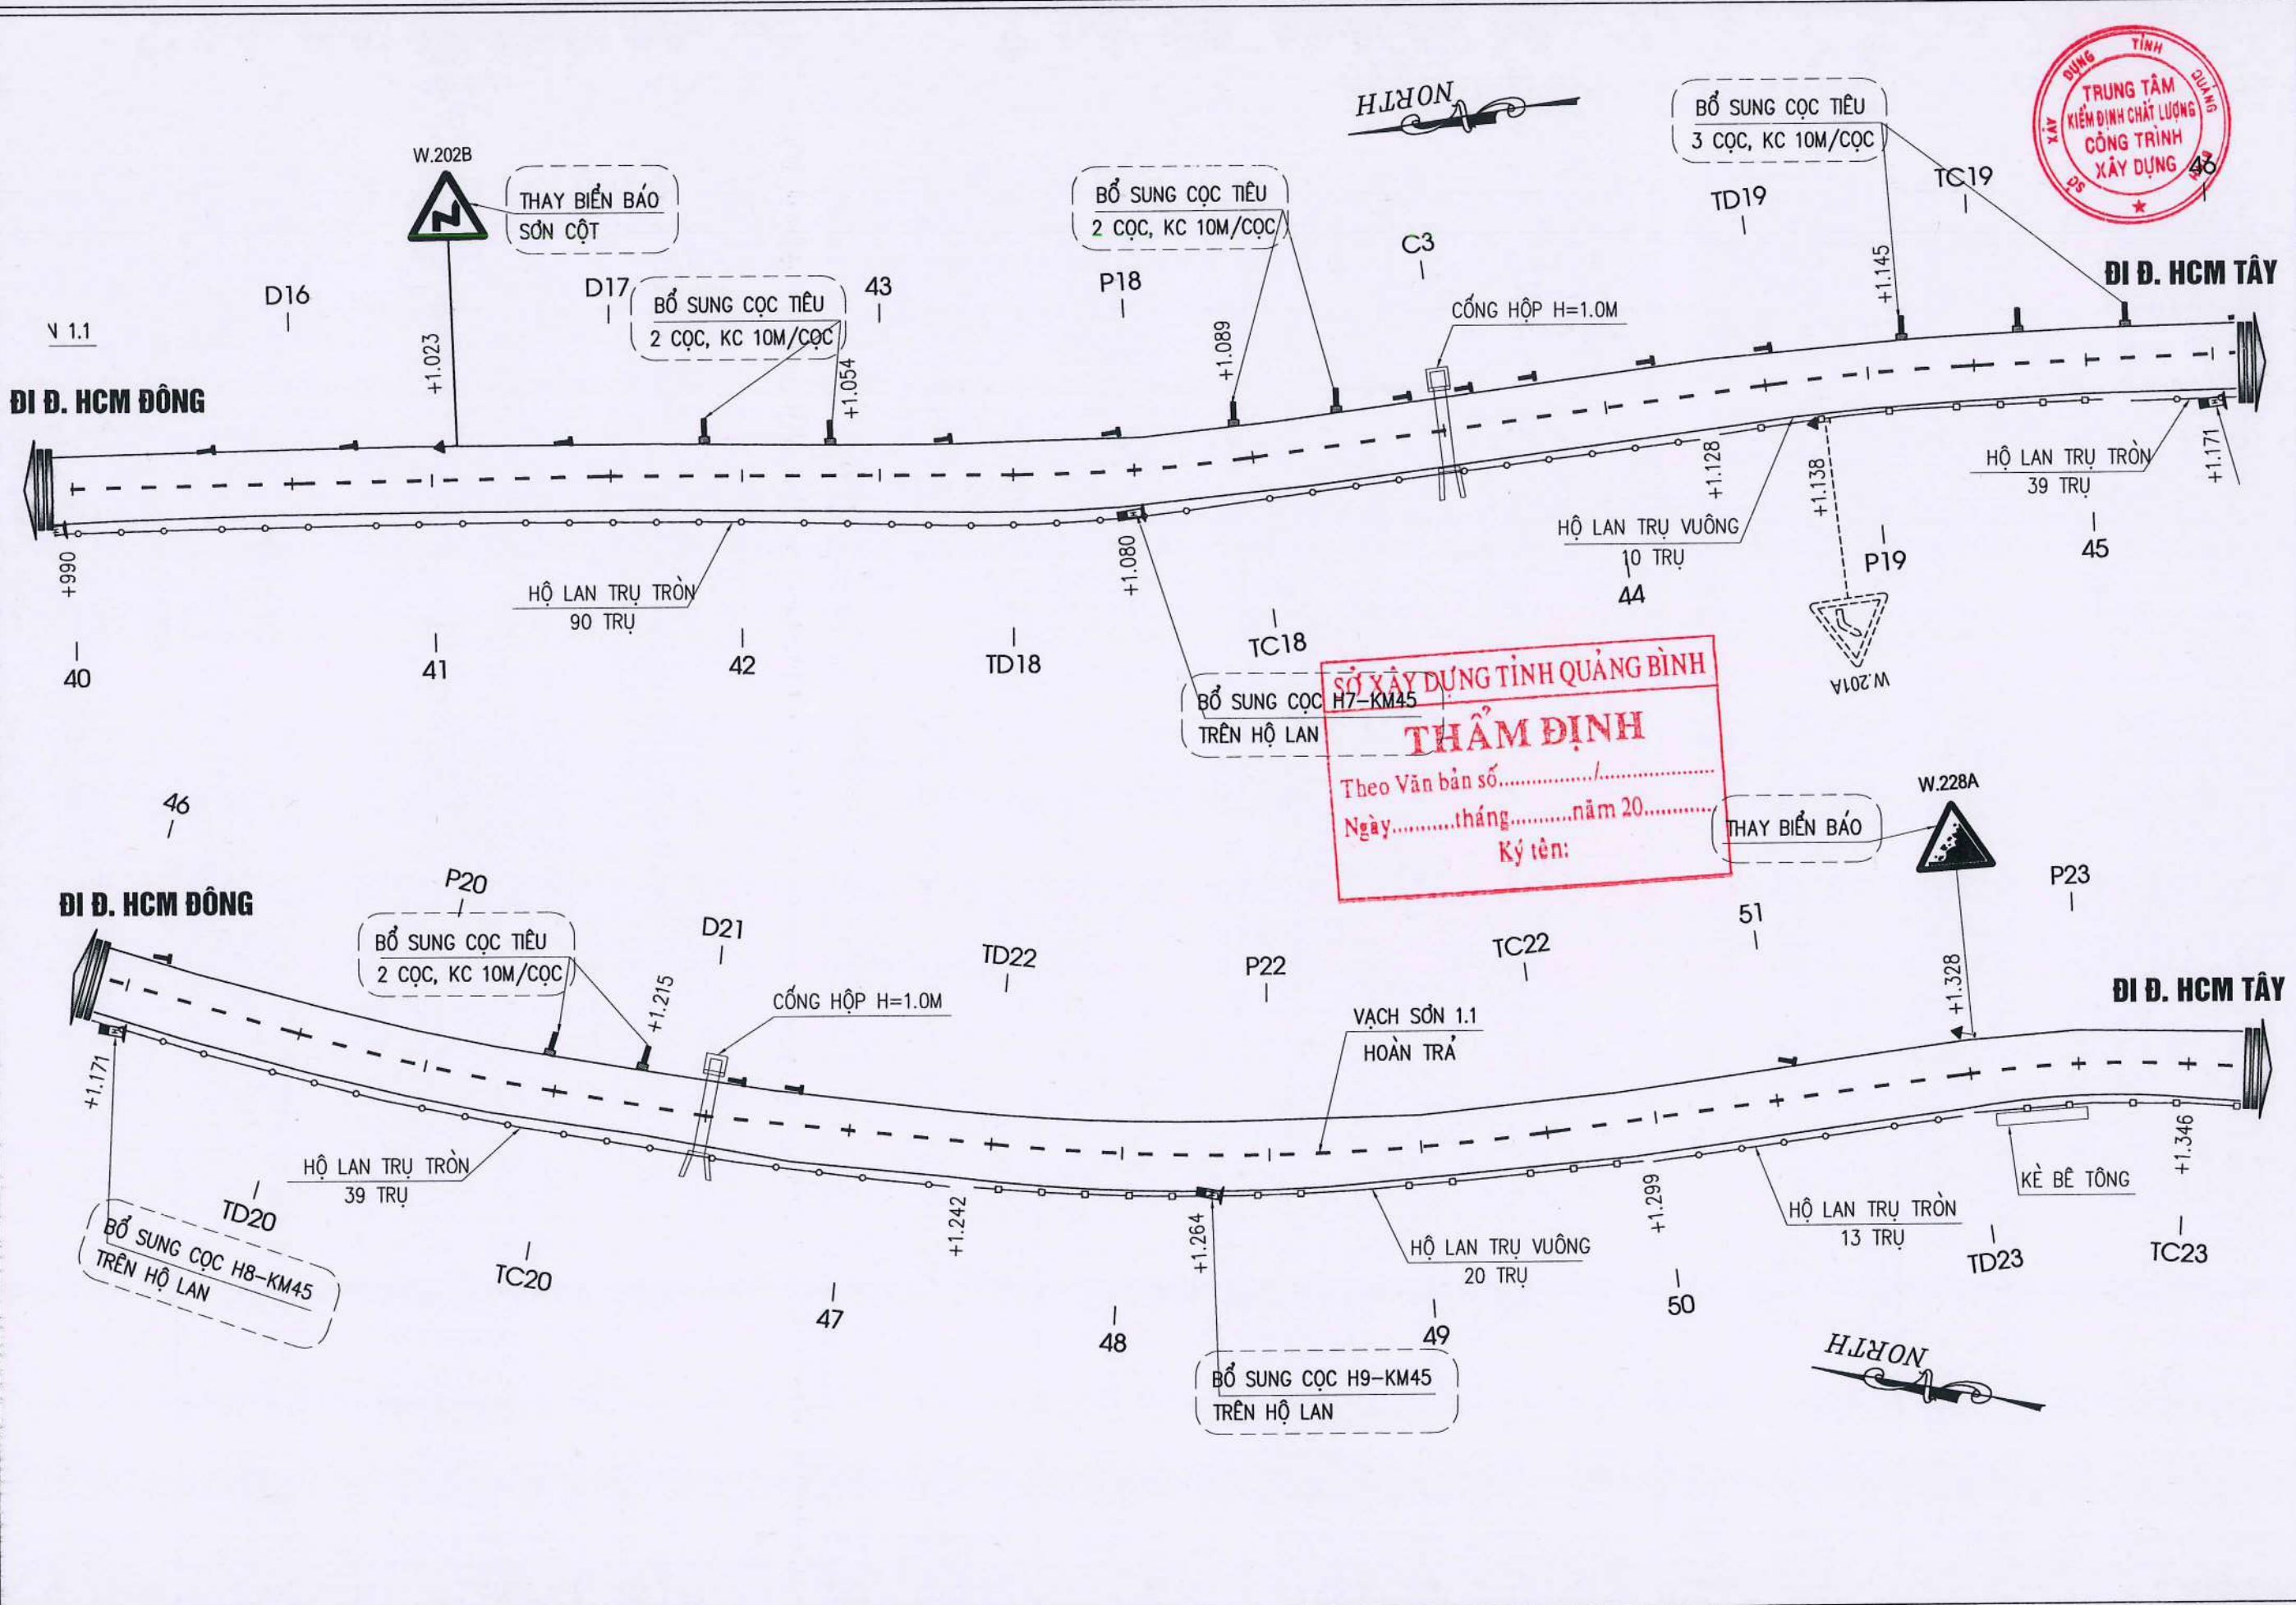 NORTH
BỔ SUNG CỌC TIÊU
3 CỌC, KC 10M/CỌC
XÂY DỰNG TỈNH QUẢNG
TRUNG TÂM
KIỂM ĐỊNH CHẤT LƯỢNG
CÔNG TRÌNH
XÂY DỰNG
46
W.202B
THAY BIỂN BÁO
SƠN CỘT
BỔ SUNG CỌC TIÊU
2 CỌC, KC 10M/CỌC
C3
TD19
TC19
D16
D17
BỔ SUNG CỌC TIÊU
2 CỌC, KC 10M/CỌC
43
P18
+1.145
ĐI Đ. HCM TÂY
1.1
+1.023
+1.054
+1.089
CỐNG HỘP H=1.0M
ĐI Đ. HCM ĐÔNG
+990
HỘ LAN TRỤ TRÒN
90 TRỤ
+1.080
HỘ LAN TRỤ VUÔNG
10 TRỤ
+1.128
+1.138
HỘ LAN TRỤ TRÒN
39 TRỤ
+1.171
40
41
42
TD18
TC18
44
P19
45
W.201A
BỔ SUNG CỌC H7-KM45
TRÊN HỘ LAN
SỞ XÂY DỰNG TỈNH QUẢNG BÌNH
THẨM ĐỊNH
Theo Văn bản số................/.....................
Ngày...........tháng...........năm 20............
Ký tên:
W.228A
THAY BIỂN BÁO
46
ĐI Đ. HCM ĐÔNG
P20
BỔ SUNG CỌC TIÊU
2 CỌC, KC 10M/CỌC
+1.215
D21
CỐNG HỘP H=1.0M
TD22
P22
TC22
51
P23
+1.328
ĐI Đ. HCM TÂY
VẠCH SƠN 1.1
HOÀN TRẢ
+1.171
HỘ LAN TRỤ TRÒN
39 TRỤ
+1.242
+1.264
HỘ LAN TRỤ VUÔNG
20 TRỤ
+1.299
HỘ LAN TRỤ TRÒN
13 TRỤ
KÈ BÊ TÔNG
+1.346
TD20
BỔ SUNG CỌC H8-KM45
TRÊN HỘ LAN
TC20
47
48
49
50
TD23
TC23
BỔ SUNG CỌC H9-KM45
TRÊN HỘ LAN
NORTH